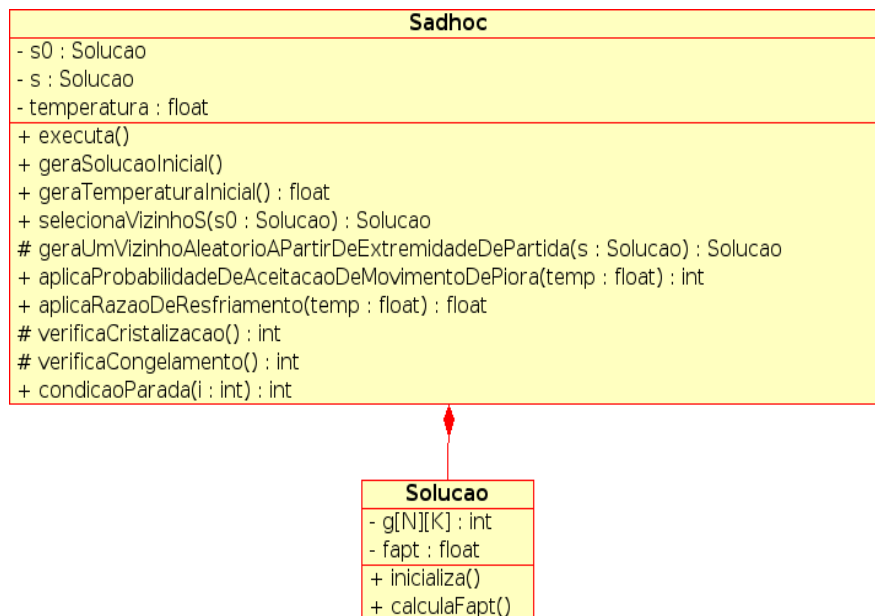 Sadhoc
- s0 : Solucao
- s : Solucao
- temperatura : float
+ executa()
+ geraSolucaoInicial()
+ geraTemperaturaInicial() : float
+ selecionaVizinhoS(s0 : Solucao) : Solucao
# geraUmVizinhoAleatorioAPartirDeExtremidadeDePartida(s : Solucao) : Solucao
+ aplicaProbabilidadeDeAceitacaoDeMovimentoDePiora(temp : float) : int
+ aplicaRazaoDeResfriamento(temp : float) : float
# verificaCristalizacao() : int
# verificaCongelamento() : int
+ condicaoParada(i : int) : int
Solucao
- g[N][K] : int
- fapt : float
+ inicializa()
+ calculaFapt()